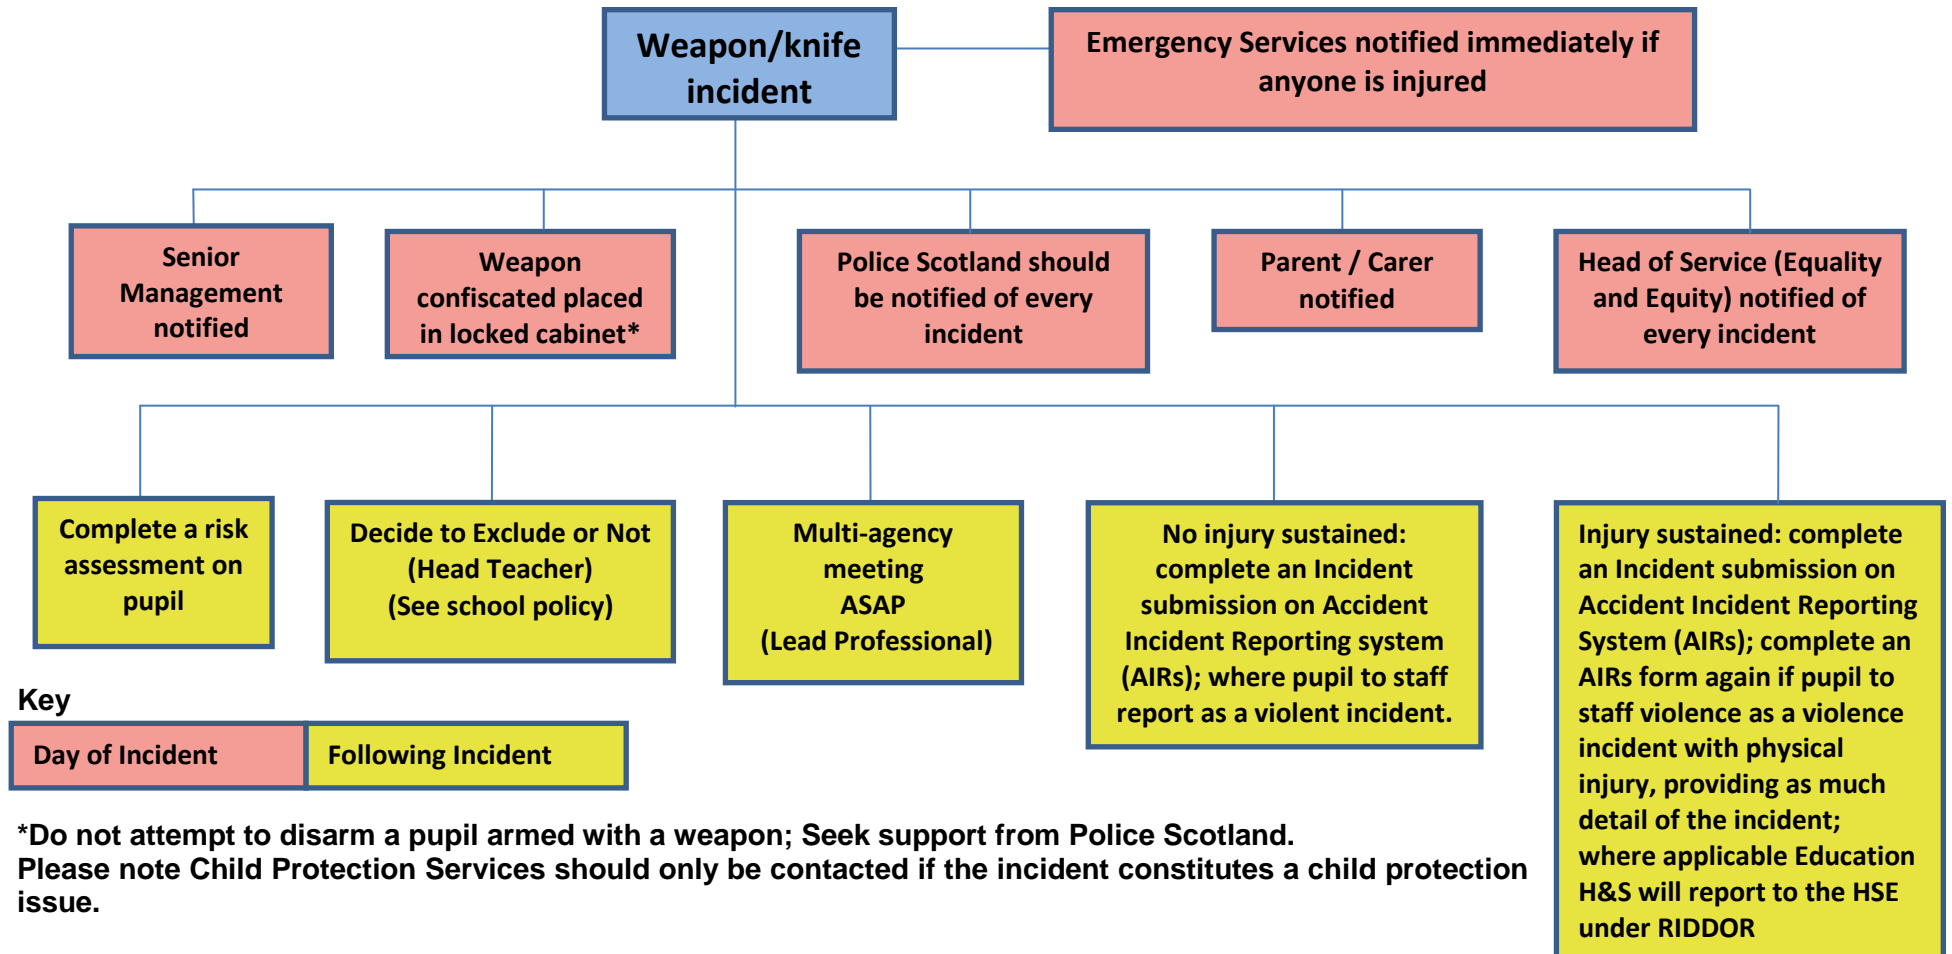 Weapon/knife
incident
Emergency Services notified immediately if
anyone is injured
Senior
Management
notified
Weapon
confiscated placed
in locked cabinet*
Police Scotland should
be notified of every
incident
Parent / Carer
notified
Head of Service (Equality
and Equity) notified of
every incident
Complete a risk
assessment on
pupil
Decide to Exclude or Not
(Head Teacher)
(See school policy)
Multi-agency
meeting
ASAP
(Lead Professional)
No injury sustained:
complete an Incident
submission on Accident
Incident Reporting system
(AIRs); where pupil to staff
report as a violent incident.
Injury sustained: complete
an Incident submission on
Accident Incident Reporting
System (AIRs); complete an
AIRs form again if pupil to
staff violence as a violence
incident with physical
injury, providing as much
detail of the incident;
where applicable Education
H&S will report to the HSE
under RIDDOR
Key
Day of Incident
Following Incident
*Do not attempt to disarm a pupil armed with a weapon; Seek support from Police Scotland.
Please note Child Protection Services should only be contacted if the incident constitutes a child protection
issue.